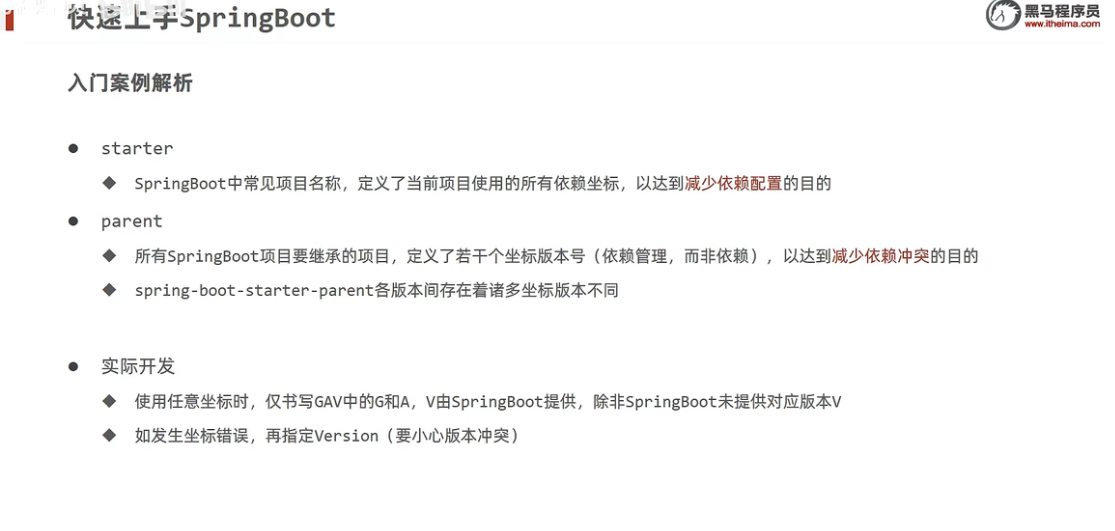 快速上手SpringBoot
黑马程序员
www.itheima.com
入门案例解析
● starter
◆ SpringBoot中常见项目名称，定义了当前项目使用的所有依赖坐标，以达到减少依赖配置的目的
● parent
◆ 所有SpringBoot项目要继承的项目，定义了若干个坐标版本号（依赖管理，而非依赖），以达到减少依赖冲突的目的
◆ spring-boot-starter-parent各版本间存在着诸多坐标版本不同
● 实际开发
◆ 使用任意坐标时，仅书写GAV中的G和A，V由SpringBoot提供，除非SpringBoot未提供对应版本V
◆ 如发生坐标错误，再指定Version（要小心版本冲突）